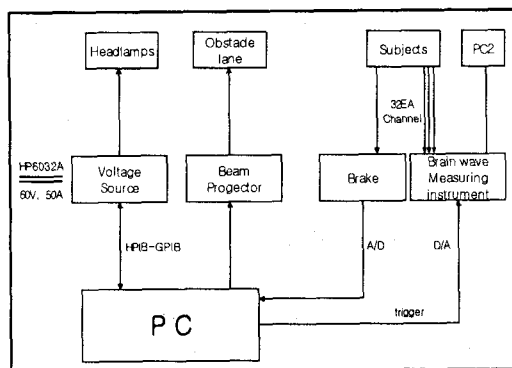 Headlamps
Obstacle
lane
Subjects
PC2
32EA
Channel
HP6032A
60V, 50A
Voltage
Source
Beam
Progector
Brake
Brain wave
Measuring
instrument
HPIB-GPIB
A/D
D/A
PC
trigger